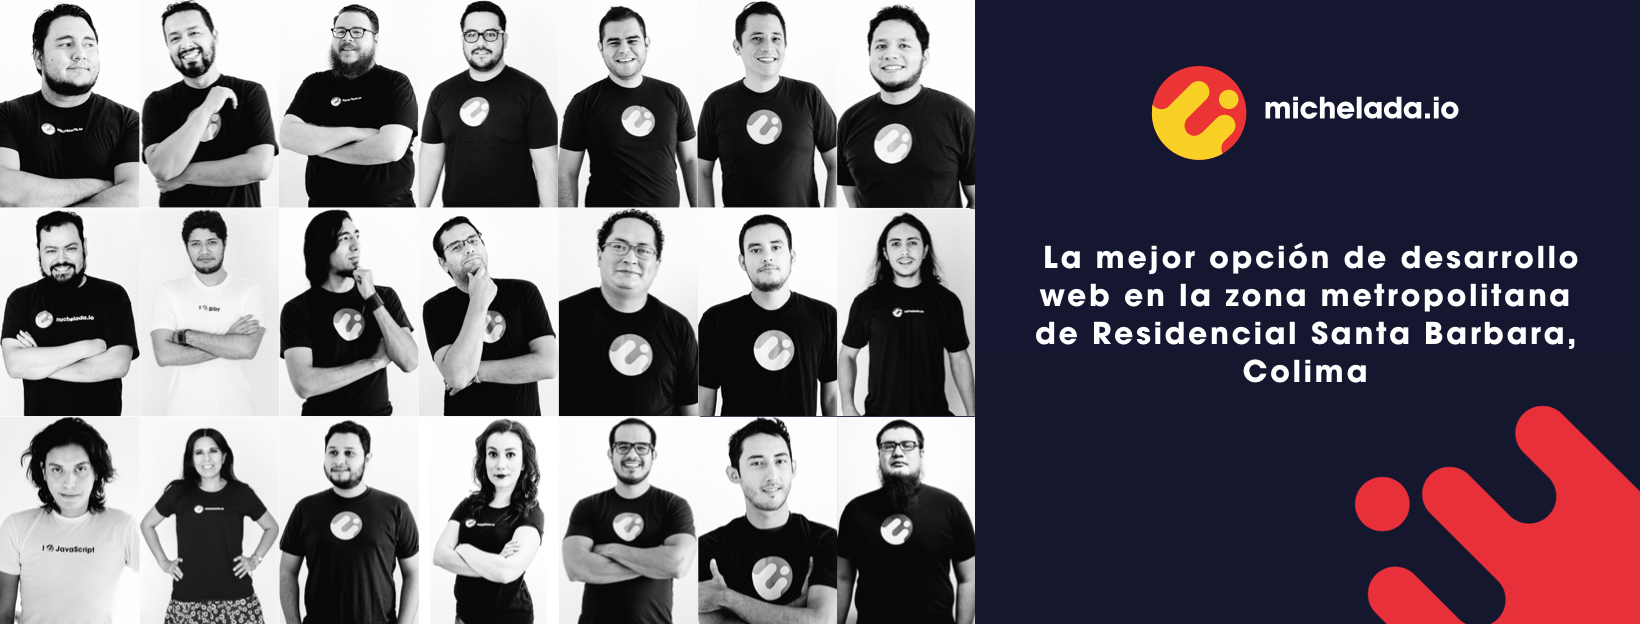 michelada.io
La mejor opción de desarrollo
web en la zona metropolitana
de Residencial Santa Barbara,
Colima
michelada.io
I JavaScript